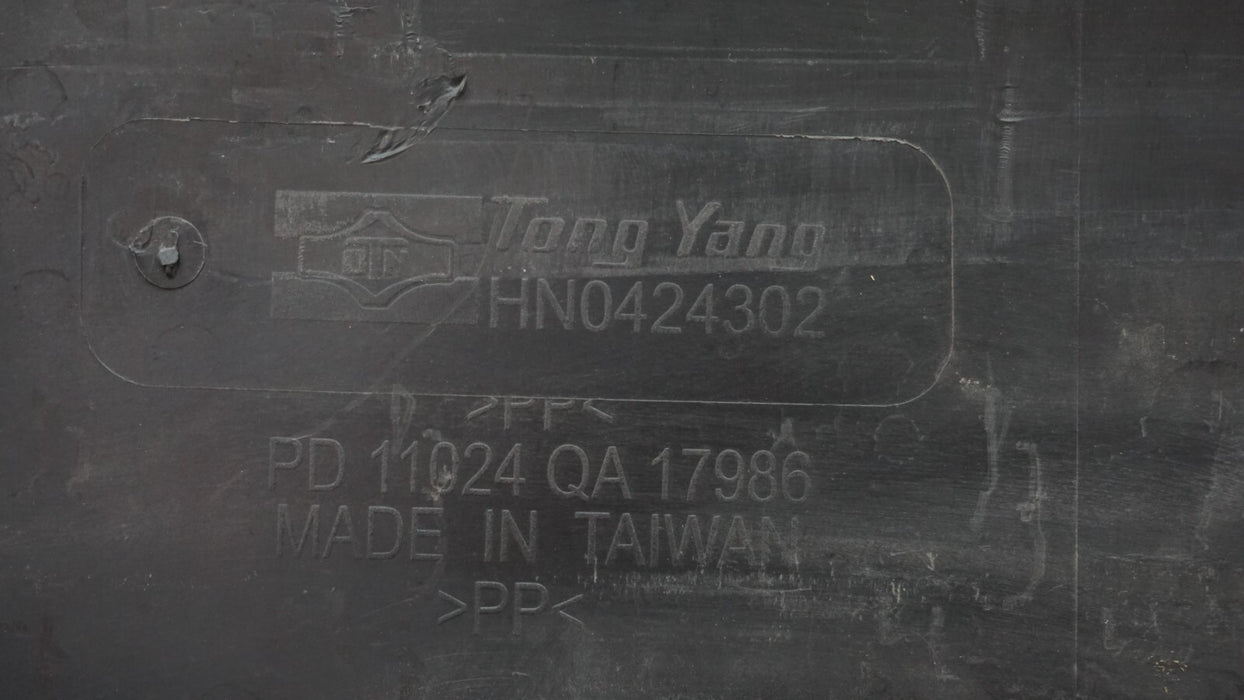 Tong Yang
HN0424302
>PP<
PD 11024 QA 17986
MADE IN TAIWAN
>PP<